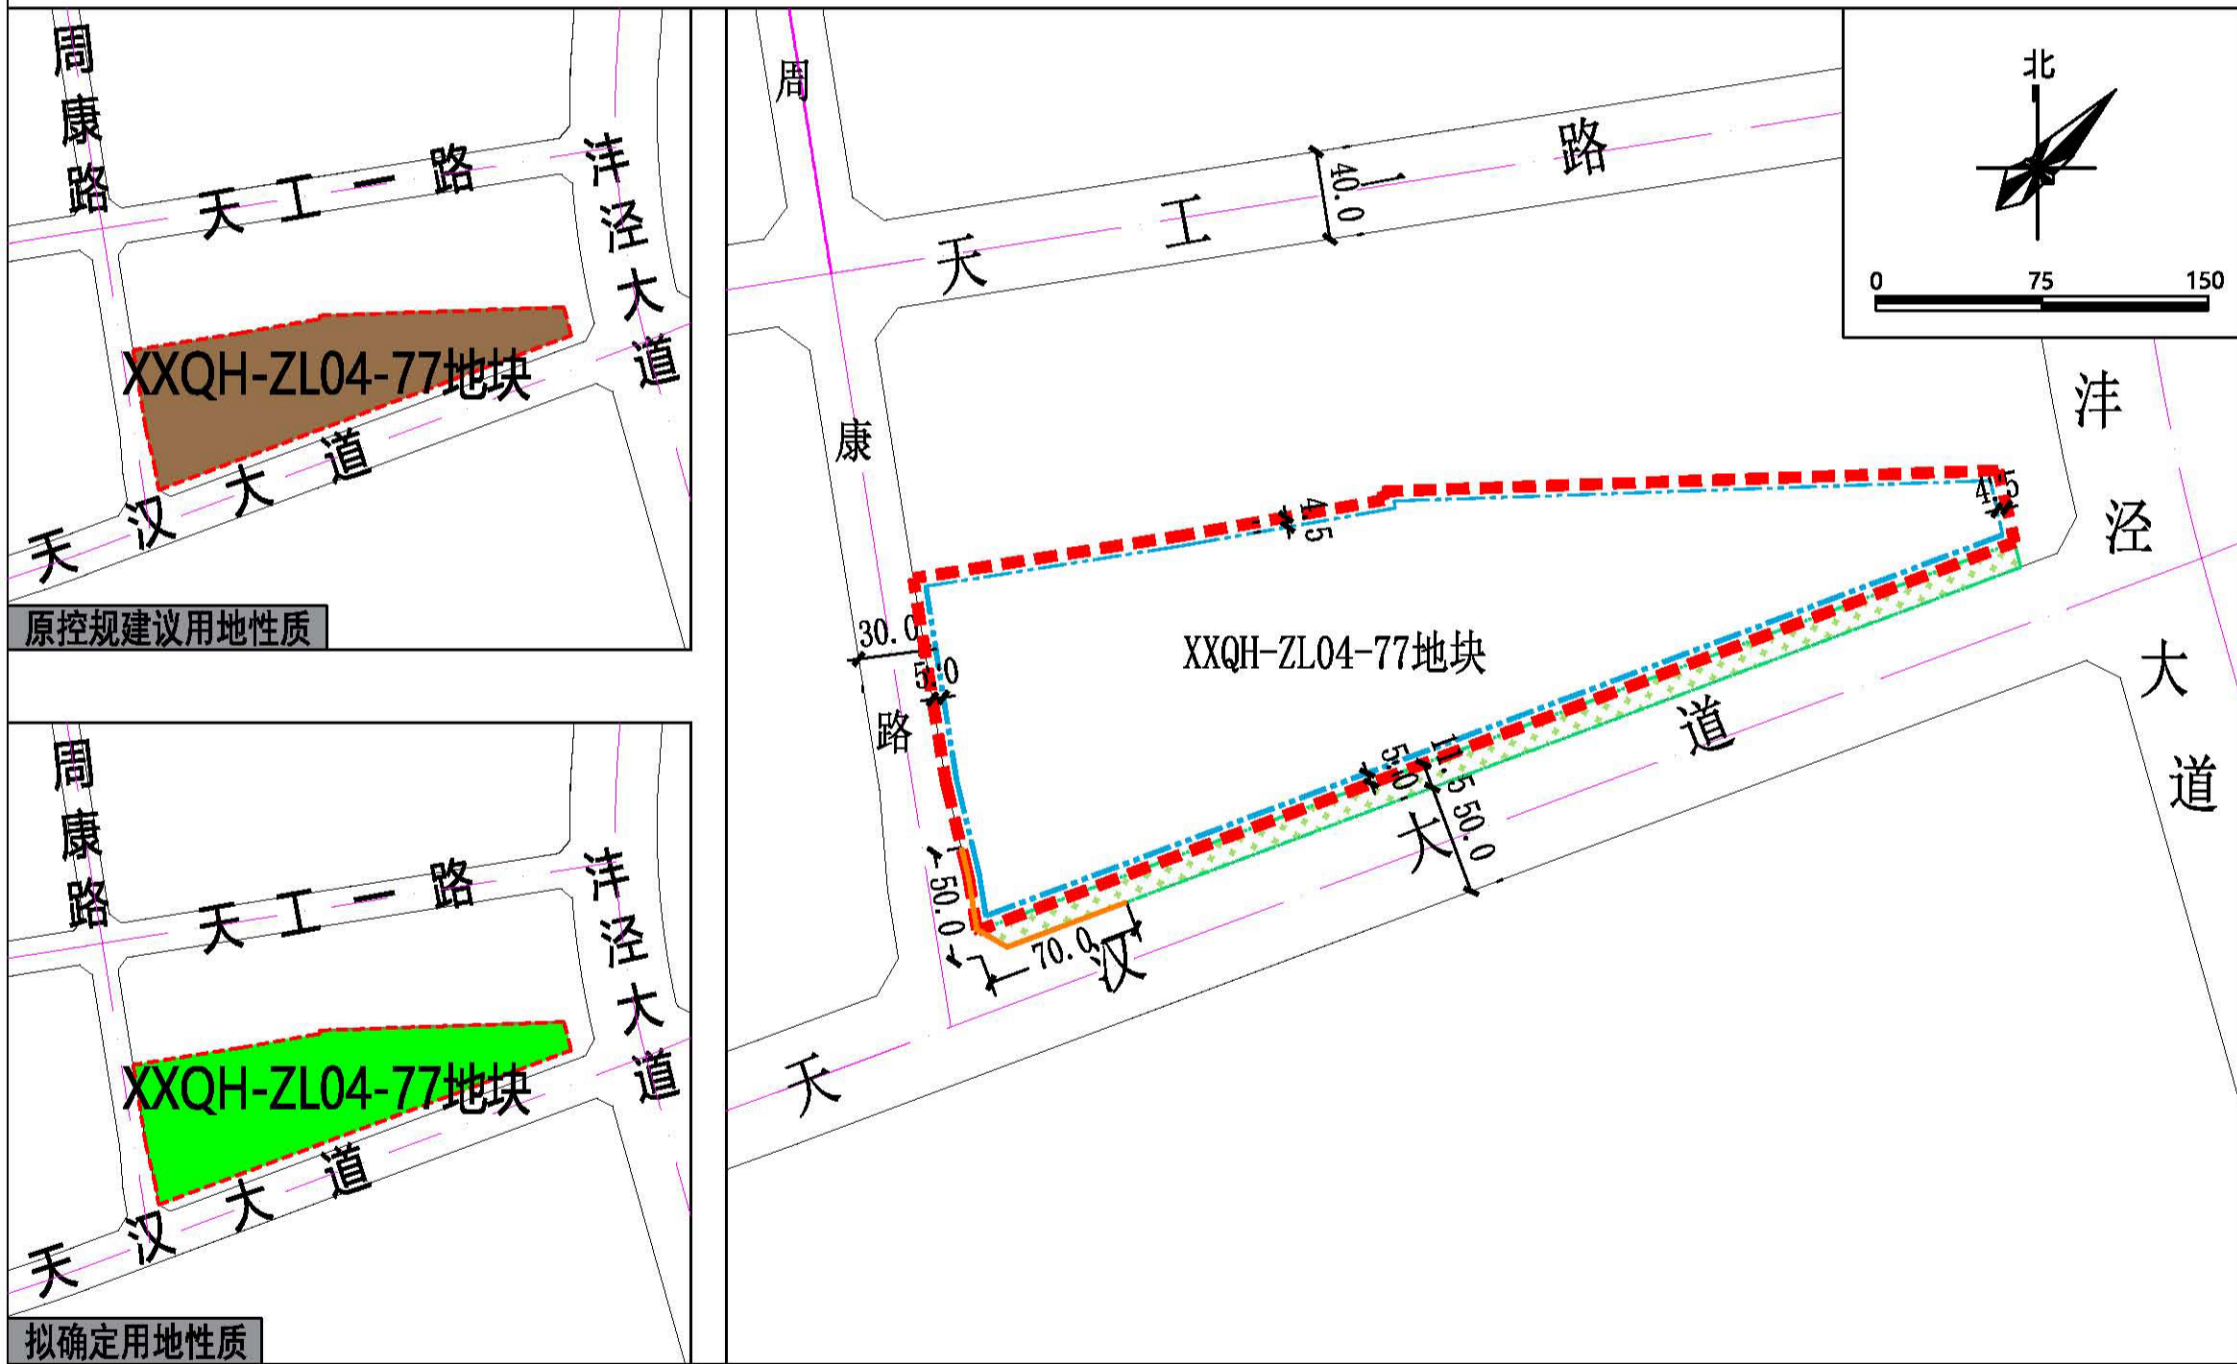 周康路
天工一路
沣泾大道
XXQH-ZL04-77地块
天汉大道
原控规建议用地性质
周康路
天工一路
沣泾大道
XXQH-ZL04-77地块
天汉大道
拟确定用地性质
周康路
天工一路
40.0
北
0 75 150
沣泾大道
4.5
4.5
30.0
5.0
XXQH-ZL04-77地块
5.0
11.5
50.0
50.0
70.0
天汉大道